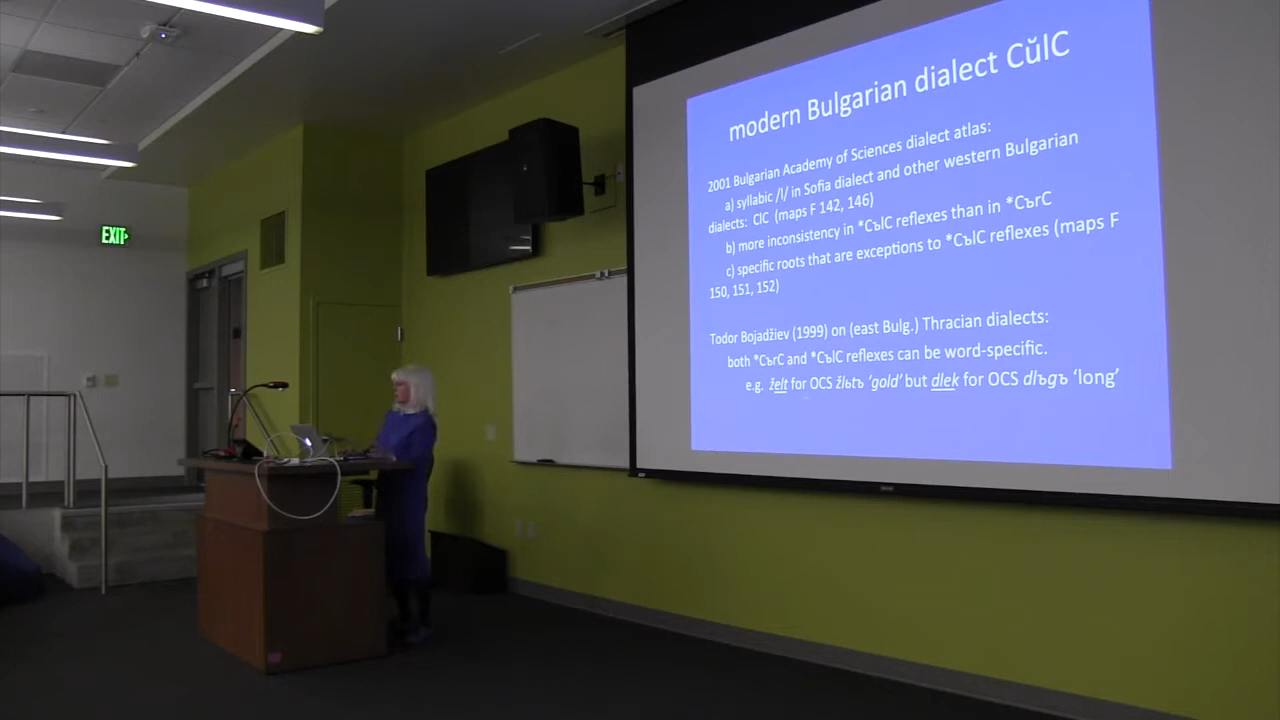 EXIT
modern Bulgarian dialect CŭlC
2001 Bulgarian Academy of Sciences dialect atlas:
a) syllabic /l/ in Sofia dialect and other western Bulgarian
dialects: ClC (maps F 142, 146)
b) more inconsistency in *CъlC reflexes than in *CъrC
c) specific roots that are exceptions to *CъlC reflexes (maps F
150, 151, 152)
Todor Bojadžiev (1999) on (east Bulg.) Thracian dialects:
both *CъrC and *CъlC reflexes can be word-specific.
e.g. želt for OCS žlьtъ 'gold' but dlek for OCS dlъgъ 'long'